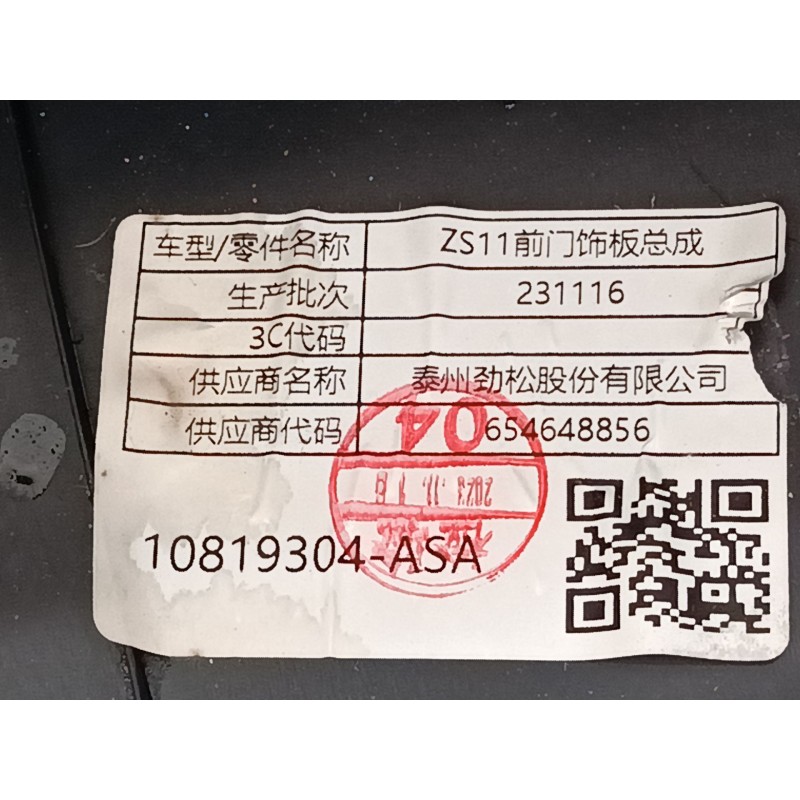 车型/零件名称 ZS11前门饰板总成
生产批次 231116
3C代码
供应商名称 泰州劲松股份有限公司
供应商代码 654648856
10819304-ASA
04